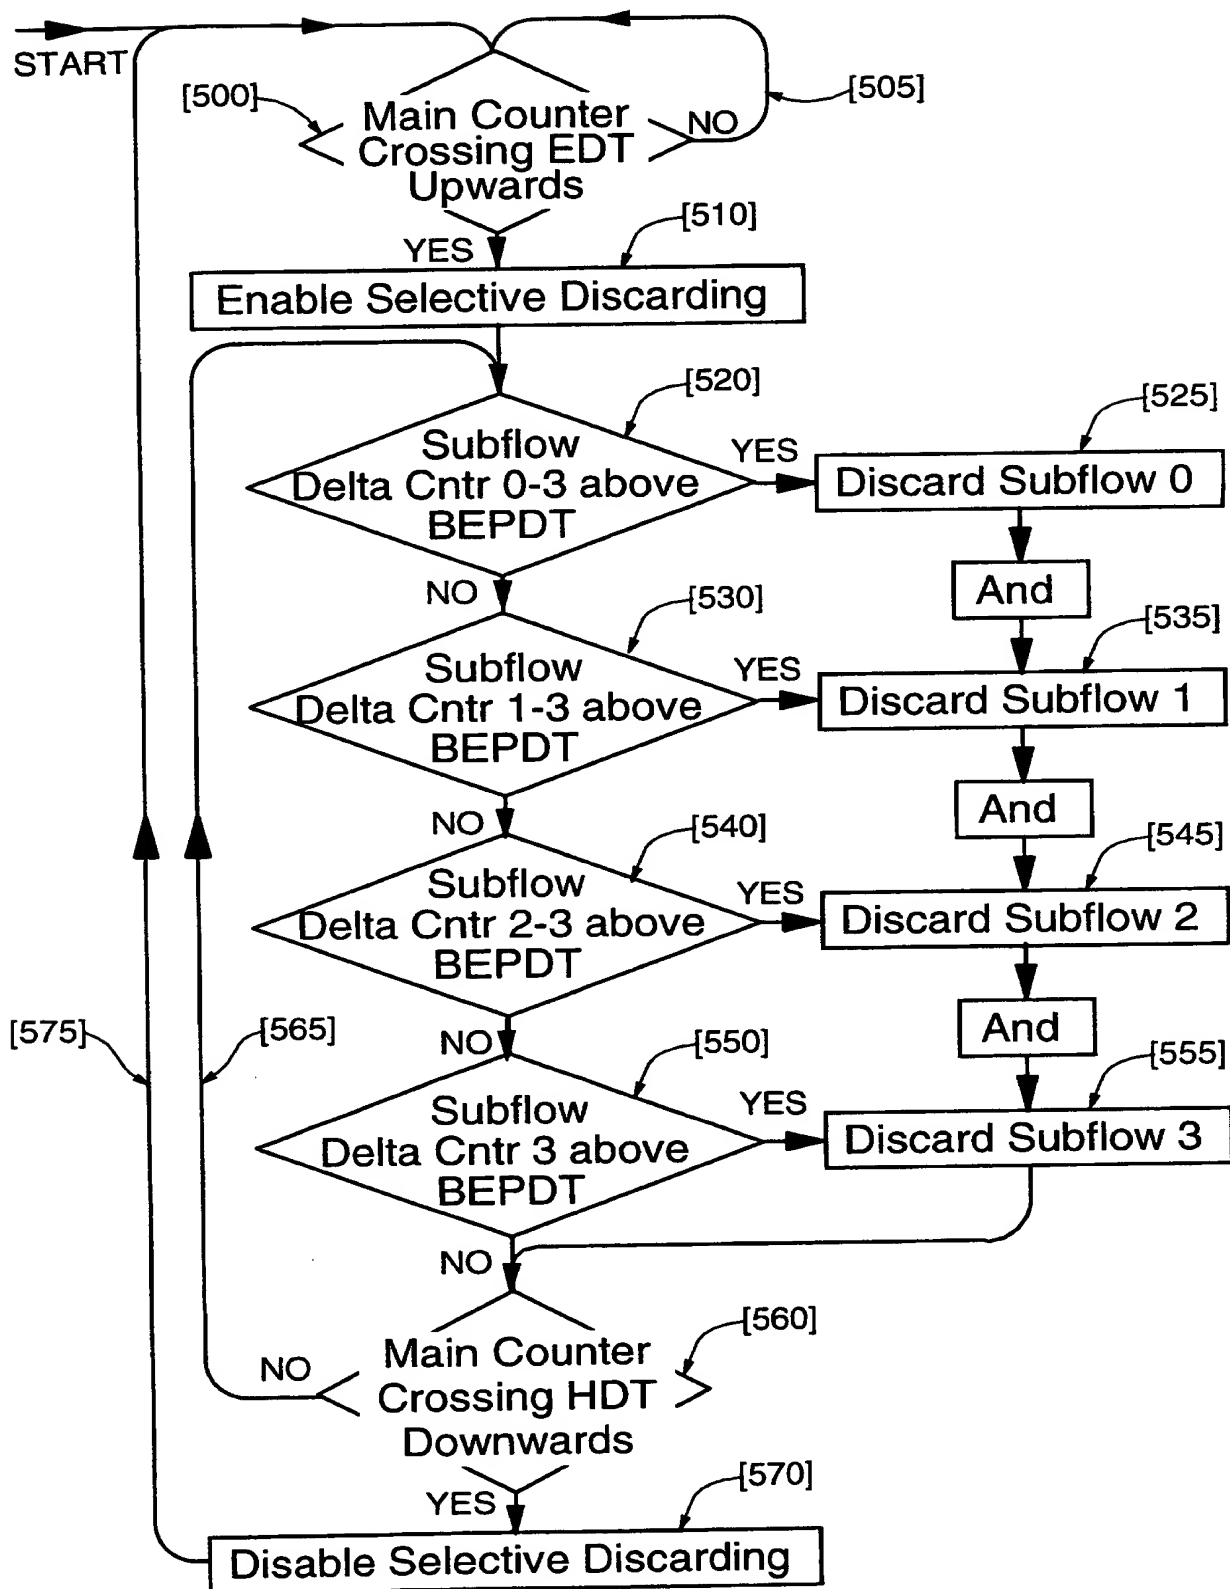 START
[500]
[505]
Main Counter
Crossing EDT
Upwards
NO
YES
[510]
Enable Selective Discarding
[520]
Subflow
Delta Cntr 0-3 above
BEPDT
YES
[525]
Discard Subflow 0
And
NO
[530]
Subflow
Delta Cntr 1-3 above
BEPDT
YES
[535]
Discard Subflow 1
And
NO
[540]
Subflow
Delta Cntr 2-3 above
BEPDT
YES
[545]
Discard Subflow 2
And
NO
[550]
Subflow
Delta Cntr 3 above
BEPDT
YES
[555]
Discard Subflow 3
[575]
[565]
NO
[560]
Main Counter
Crossing HDT
Downwards
NO
YES
[570]
Disable Selective Discarding